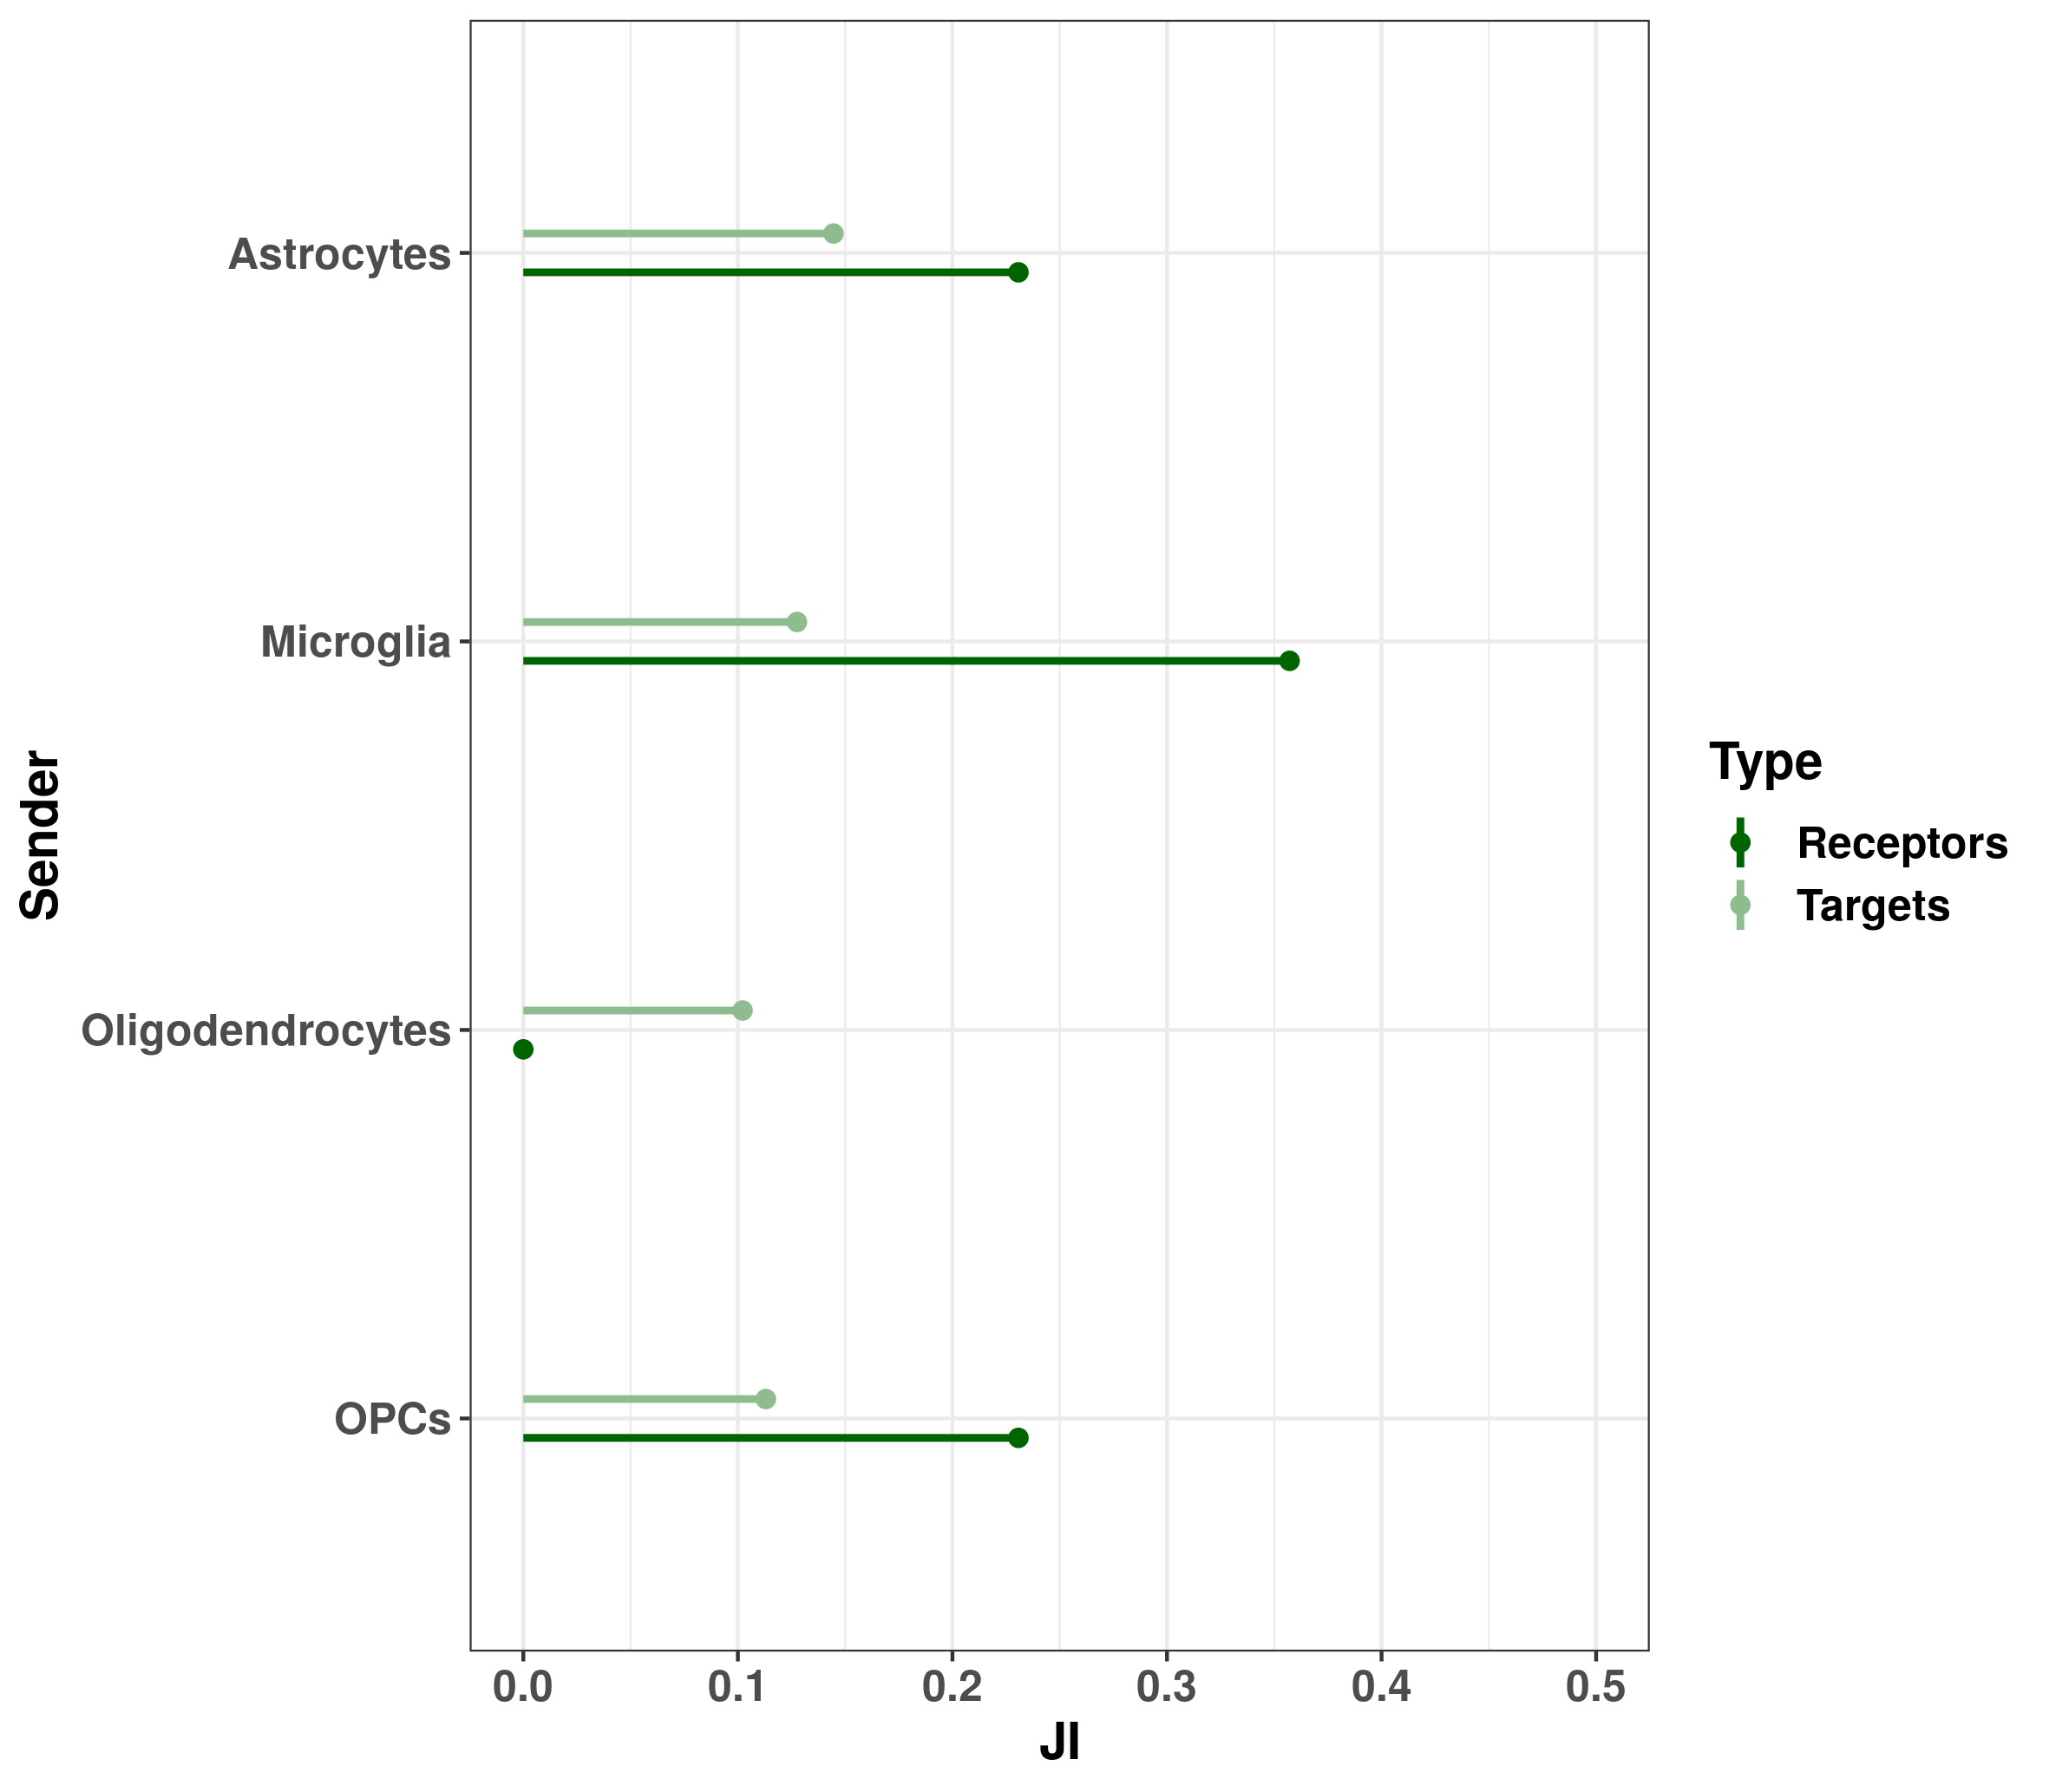 Sender
Astrocytes
Microglia
Oligodendrocytes
OPCs
0.0 0.1 0.2 0.3 0.4 0.5
JI
Type
Receptors
Targets